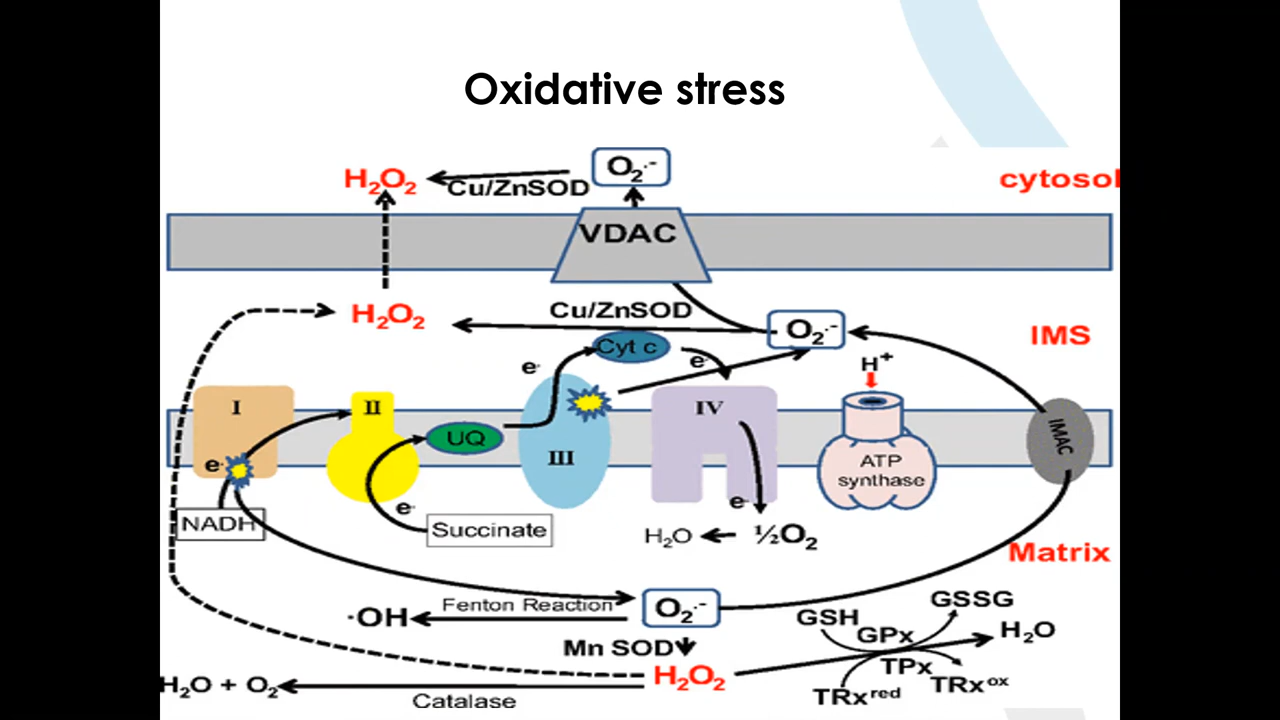 Oxidative stress
O₂·-
H₂O₂
Cu/ZnSOD
cytosol
VDAC
Cu/ZnSOD
H₂O₂
O₂·-
IMS
Cyt c
e-
e-
H⁺
I
II
IV
UQ
III
IMAC
ATP
synthase
e-
e-
e-
NADH
Succinate
H₂O
½O₂
Matrix
Fenton Reaction
·OH
O₂·-
GSH
GSSG
GPx
H₂O
Mn SOD
TPx
H₂O₂
TRxᵒˣ
TRxʳᵉᵈ
H₂O + O₂
Catalase